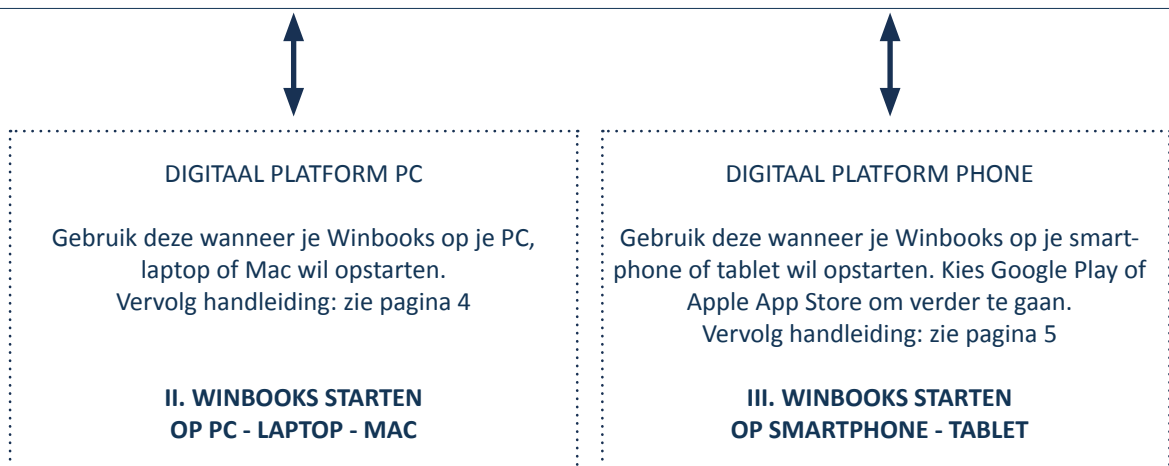 DIGITAAL PLATFORM PC
Gebruik deze wanneer je Winbooks op je PC,
laptop of Mac wil opstarten.
Vervolg handleiding: zie pagina 4
II. WINBOOKS STARTEN
OP PC - LAPTOP - MAC
DIGITAAL PLATFORM PHONE
Gebruik deze wanneer je Winbooks op je smart-
phone of tablet wil opstarten. Kies Google Play of
Apple App Store om verder te gaan.
Vervolg handleiding: zie pagina 5
III. WINBOOKS STARTEN
OP SMARTPHONE - TABLET